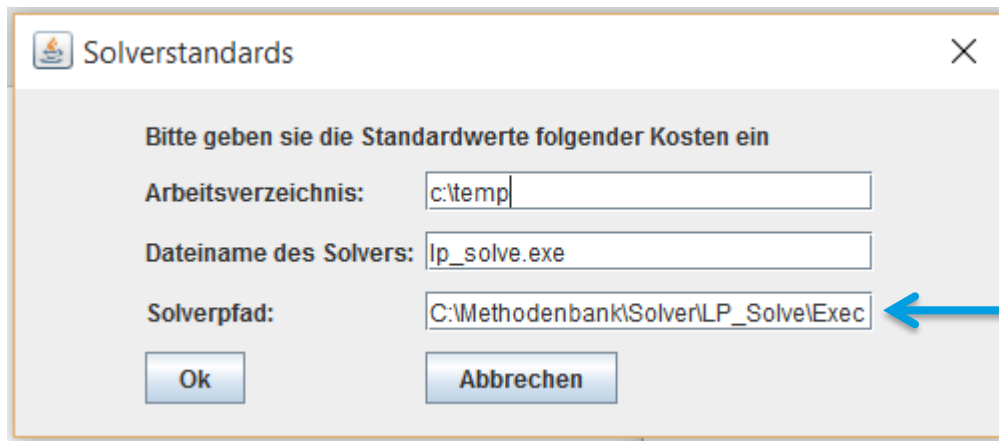 Solverstandards
Bitte geben sie die Standardwerte folgender Kosten ein
Arbeitsverzeichnis: c:\temp
Dateiname des Solvers: lp_solve.exe
Solverpfad: C:\Methodenbank\Solver\LP_Solve\Exec
Ok Abbrechen